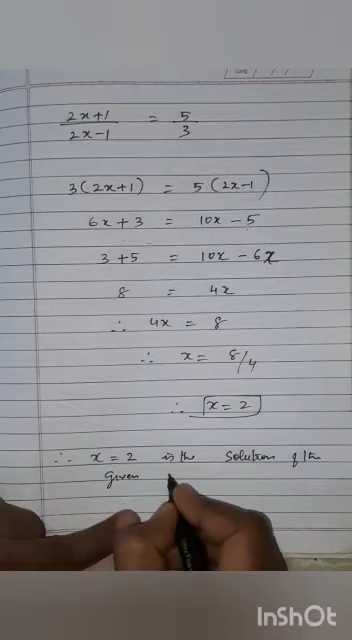 DATE
2x+1 / 2x-1 = 5/3
3(2x+1) = 5(2x-1)
6x+3 = 10x-5
3+5 = 10x-6x
8 = 4x
∴ 4x = 8
∴ x = 8/4
∴ x = 2
∴ x = 2 is the solution of the
given
InShOt